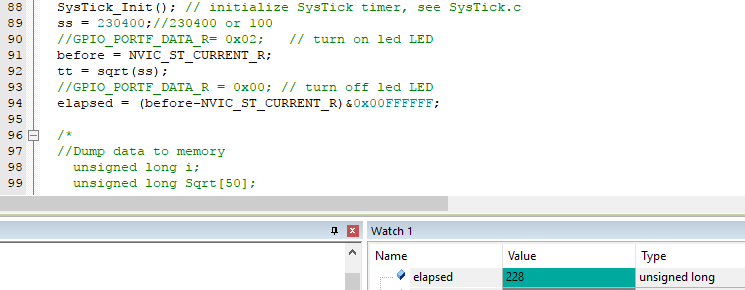 88 SysTick_Init(); // initialize SysTick timer, see SysTick.c
89 ss = 230400;//230400 or 100
90 //GPIO_PORTF_DATA_R= 0x02;   // turn on led LED
91 before = NVIC_ST_CURRENT_R;
92 tt = sqrt(ss);
93 //GPIO_PORTF_DATA_R = 0x00; // turn off led LED
94 elapsed = (before-NVIC_ST_CURRENT_R)&0x00FFFFFF;
95
96 /*
97 //Dump data to memory
98 unsigned long i;
99 unsigned long Sqrt[50];
Watch 1
Name Value Type
elapsed 228 unsigned long